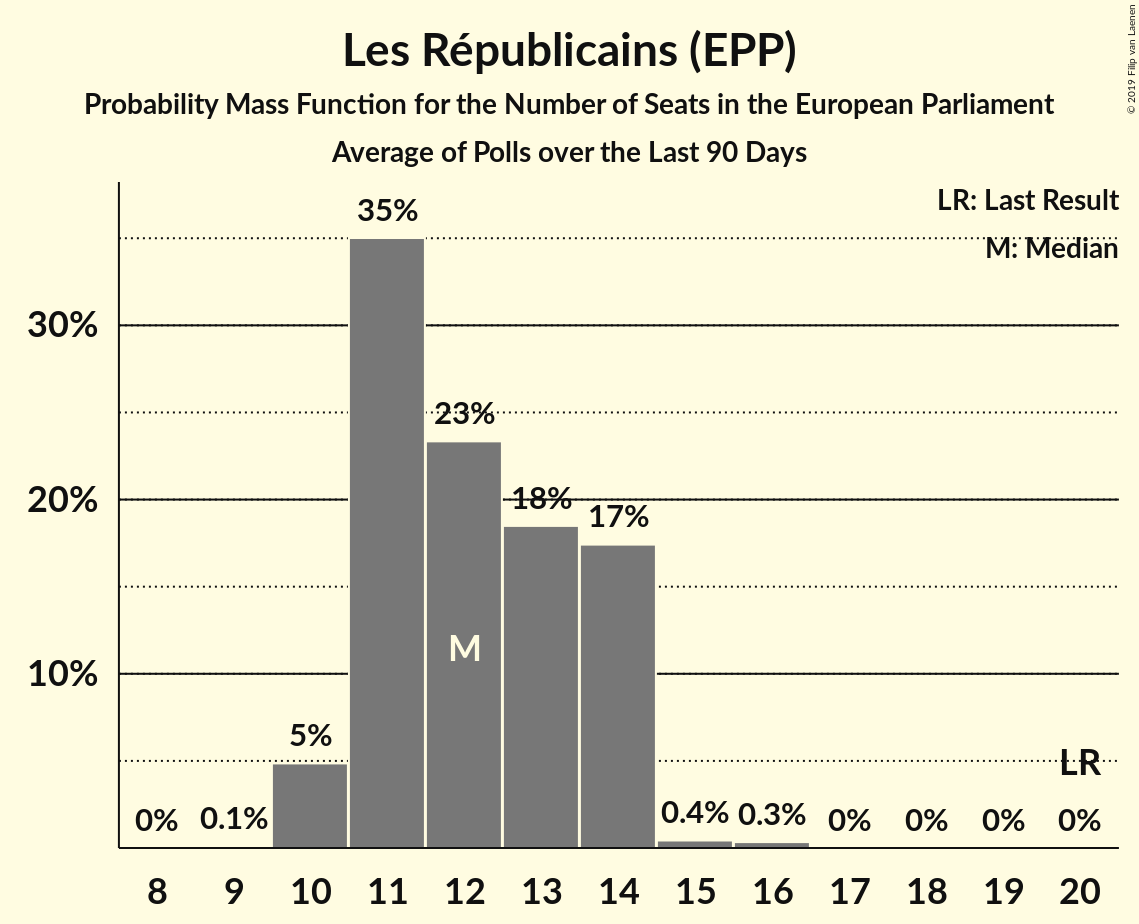 Les Républicains (EPP)
Probability Mass Function for the Number of Seats in the European Parliament
Average of Polls over the Last 90 Days
© 2019 Filip van Laenen
LR: Last Result
M: Median
35%
30%
23%
20%
18%
17%
M
10%
5%
LR
0% 0.1% 0.4% 0.3% 0% 0% 0% 0%
8 9 10 11 12 13 14 15 16 17 18 19 20